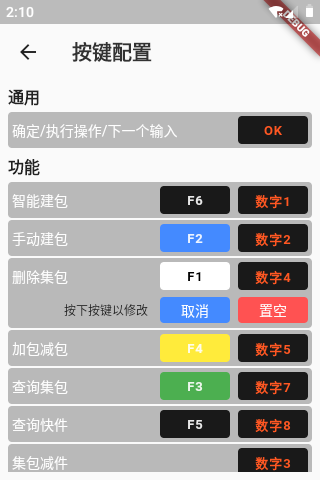 2:10
DEBUG
按键配置
通用
确定/执行操作/下一个输入 OK
功能
智能建包 F6 数字1
手动建包 F2 数字2
删除集包 F1 数字4
按下按键以修改 取消 置空
加包减包 F4 数字5
查询集包 F3 数字7
查询快件 F5 数字8
集包减件 数字3